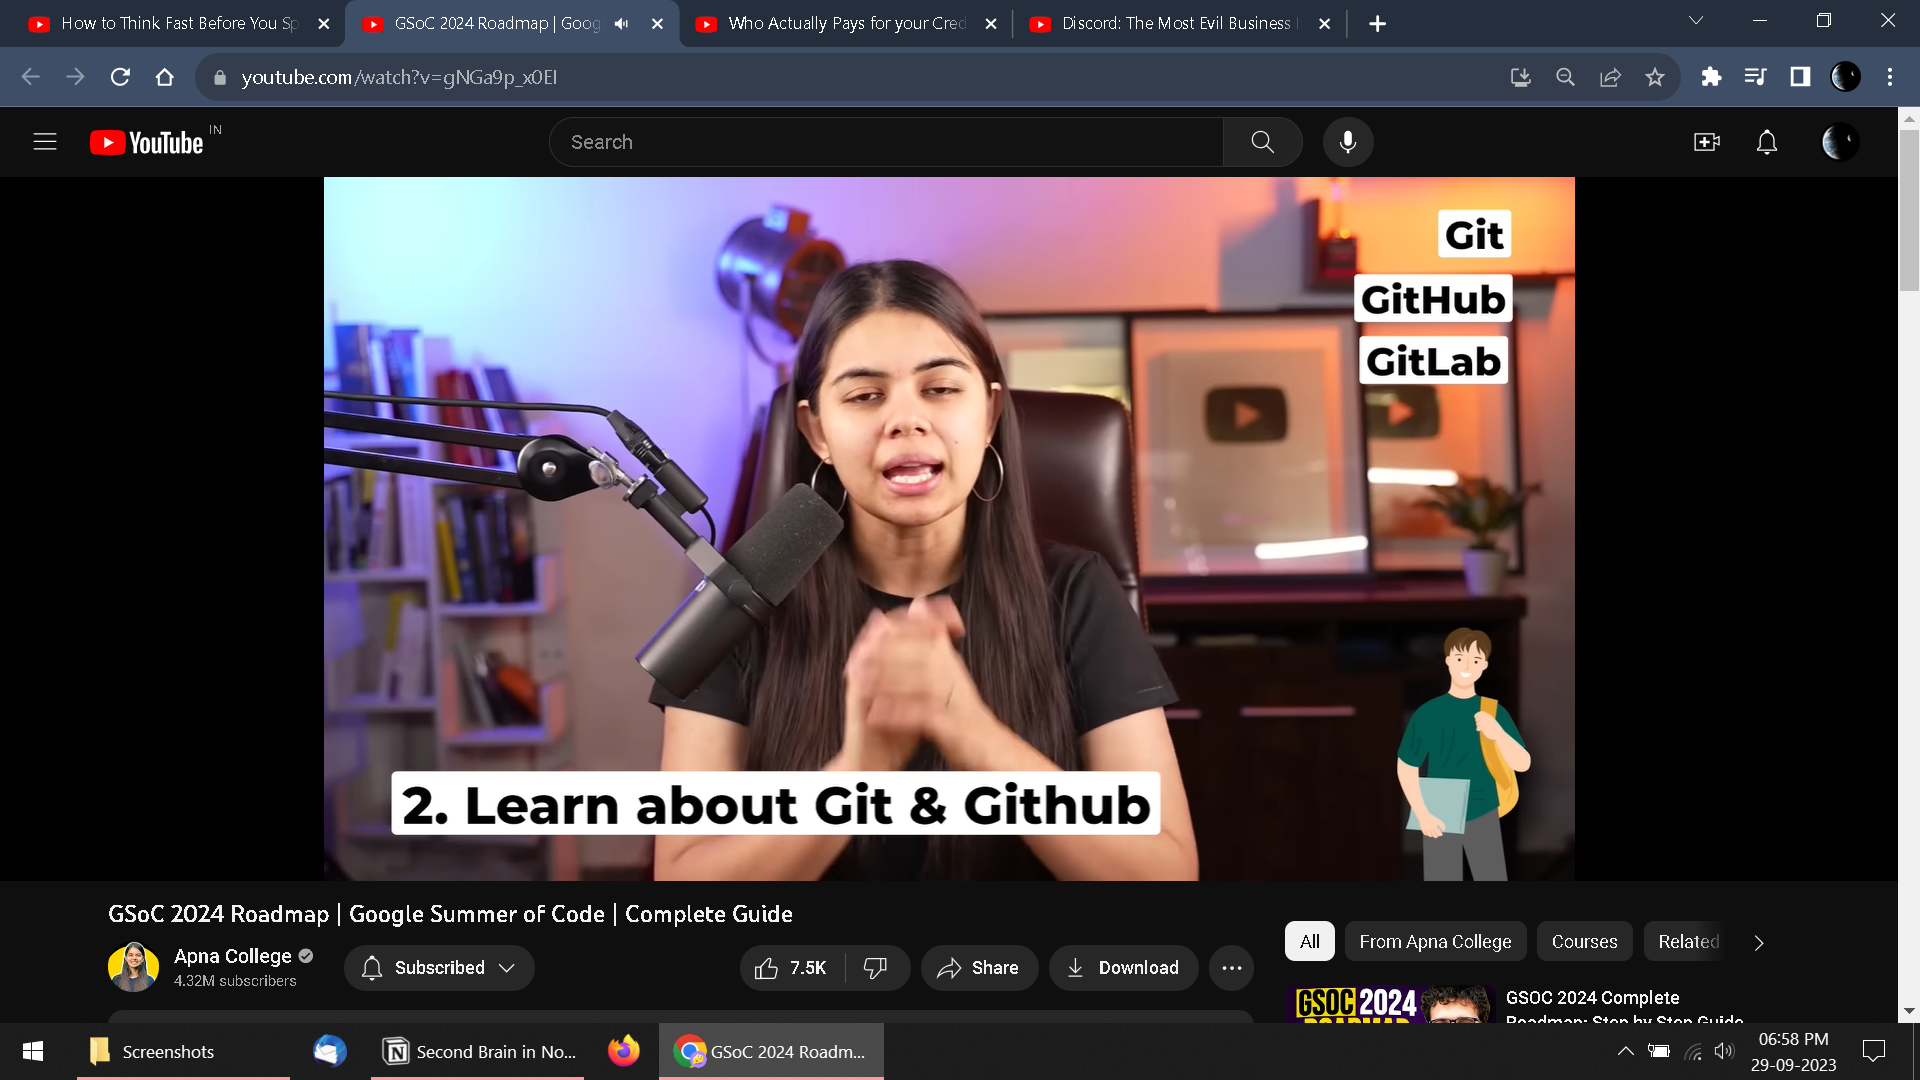 How to Think Fast Before You Sp
GSoC 2024 Roadmap | Goog
Who Actually Pays for your Cred
Discord: The Most Evil Business
youtube.com/watch?v=gNGa9p_x0EI
YouTube IN
Search
Git
GitHub
GitLab
2. Learn about Git & Github
GSoC 2024 Roadmap | Google Summer of Code | Complete Guide
Apna College
4.32M subscribers
Subscribed
7.5K
Share
Download
All
From Apna College
Courses
Related
GSOC 2024
ROADMAP
GSOC 2024 Complete
Roadmap: Step by Step Guide
Screenshots
Second Brain in No...
GSoC 2024 Roadm...
06:58 PM
29-09-2023